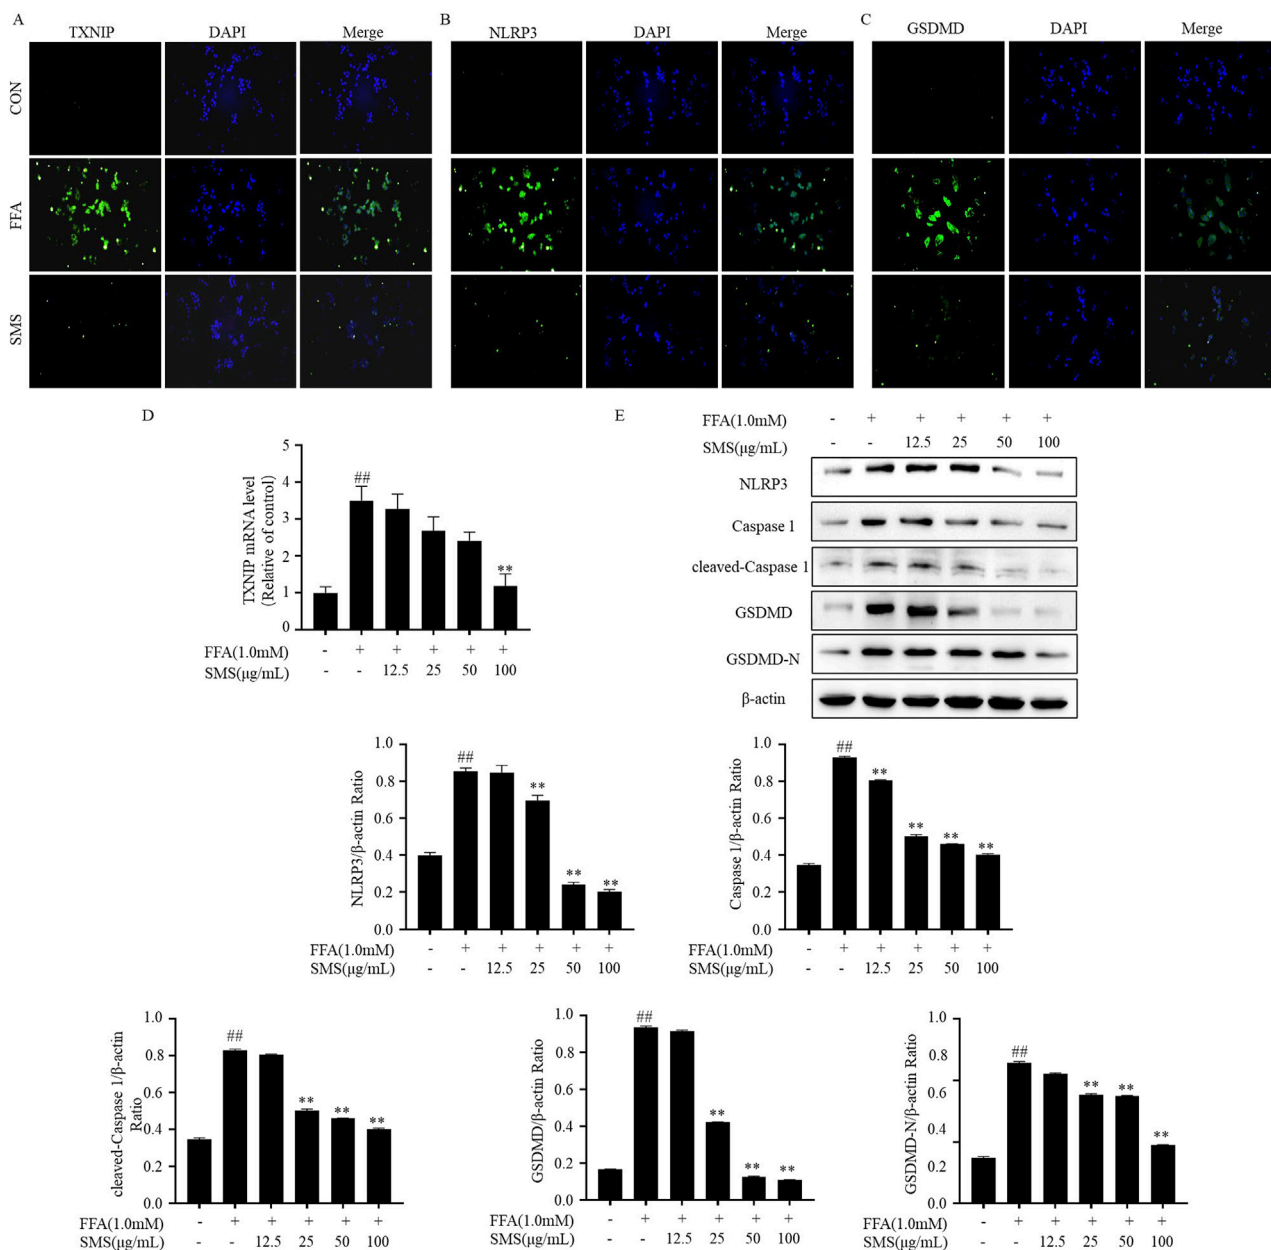 A B C
TXNIP DAPI Merge NLRP3 DAPI Merge GSDMD DAPI Merge
CON
FFA
SMS
D E
FFA(1.0mM) - + + + + +
SMS(μg/mL) - - 12.5 25 50 100
NLRP3
Caspase 1
cleaved-Caspase 1
GSDMD
GSDMD-N
β-actin
TXNIP mRNA level
(Relative of control)
5
4
3
2
1
0
##
**
FFA(1.0mM) - + + + + +
SMS(μg/mL) - - 12.5 25 50 100
NLRP3/β-actin Ratio
1.0
0.8
0.6
0.4
0.2
0.0
##
** ** **
FFA(1.0mM) - + + + + +
SMS(μg/mL) - - 12.5 25 50 100
Caspase 1/β-actin Ratio
1.0
0.8
0.6
0.4
0.2
0.0
##
** ** ** **
FFA(1.0mM) - + + + + +
SMS(μg/mL) - - 12.5 25 50 100
cleaved-Caspase 1/β-actin
Ratio
1.0
0.8
0.6
0.4
0.2
0.0
##
** ** **
FFA(1.0mM) - + + + + +
SMS(μg/mL) - - 12.5 25 50 100
GSDMD/β-actin Ratio
1.0
0.8
0.6
0.4
0.2
0.0
##
** ** **
FFA(1.0mM) - + + + + +
SMS(μg/mL) - - 12.5 25 50 100
GSDMD-N/β-actin Ratio
1.0
0.8
0.6
0.4
0.2
0.0
##
** ** **
FFA(1.0mM) - + + + + +
SMS(μg/mL) - - 12.5 25 50 100